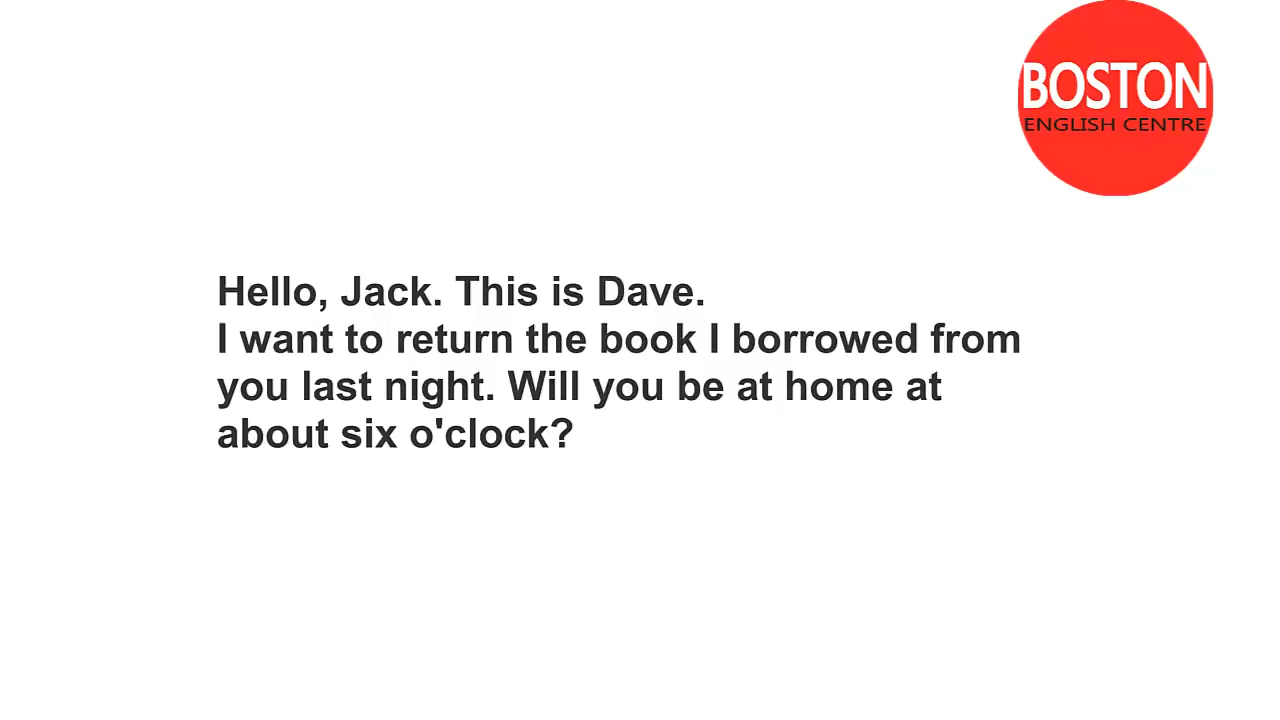 BOSTON
ENGLISH CENTRE
Hello, Jack. This is Dave.
I want to return the book I borrowed from
you last night. Will you be at home at
about six o'clock?